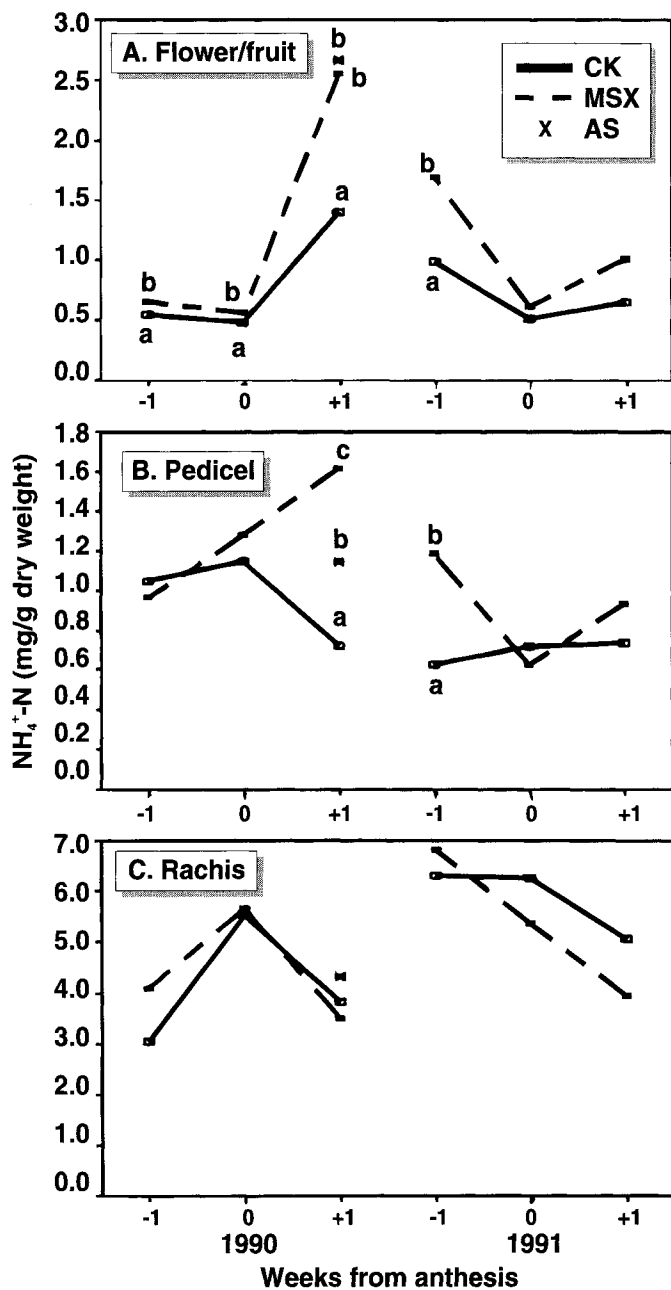 NH₄⁺-N (mg/g dry weight)
A. Flower/fruit
CK
MSX
x AS
3.0
2.5
2.0
1.5
1.0
0.5
0.0
b
b
a
b
b
a
a
b
a
-1 0 +1 -1 0 +1
B. Pedicel
1.8
1.6
1.4
1.2
1.0
0.8
0.6
0.4
0.2
0.0
c
b
a
b
a
-1 0 +1 -1 0 +1
C. Rachis
7.0
6.0
5.0
4.0
3.0
2.0
1.0
0.0
-1 0 +1 -1 0 +1
1990 1991
Weeks from anthesis